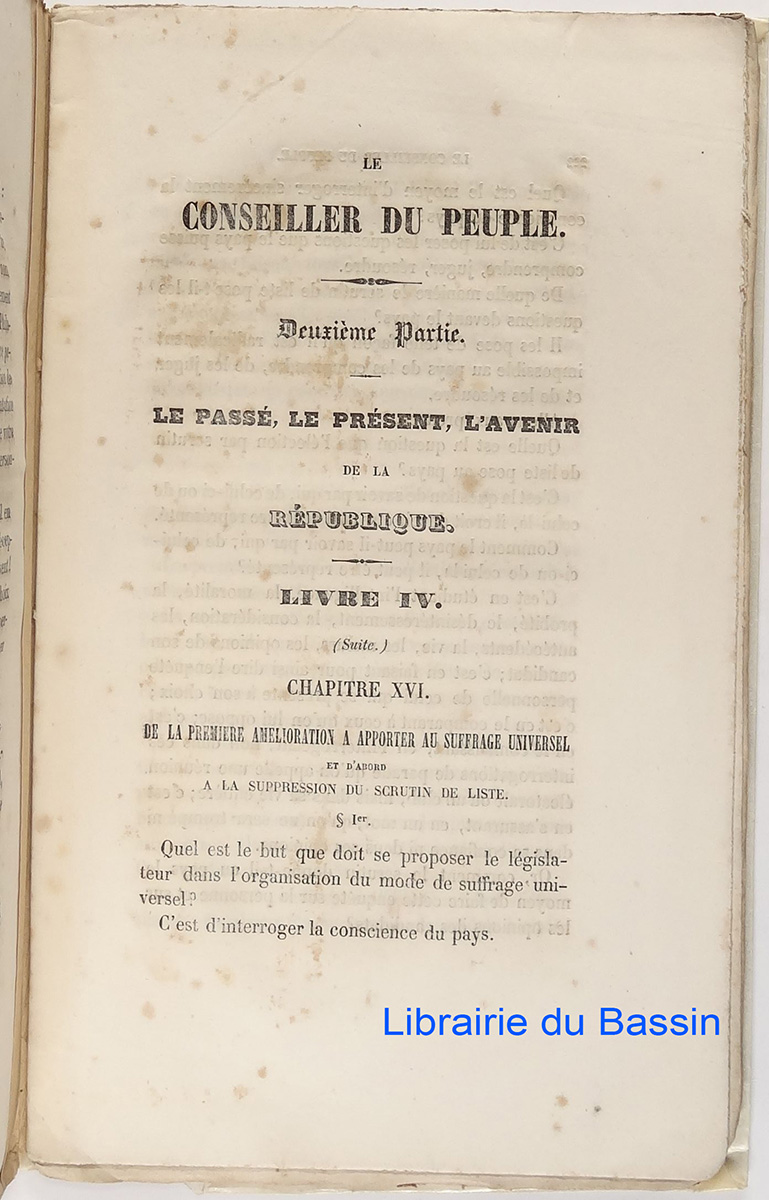 LE
CONSEILLER DU PEUPLE.
Deuxième Partie.
LE PASSÉ, LE PRÉSENT, L'AVENIR
DE LA
RÉPUBLIQUE.
LIVRE IV.
(Suite.)
CHAPITRE XVI.
DE LA PREMIERE AMELIORATION A APPORTER AU SUFFRAGE UNIVERSEL
ET D'ABORD
A LA SUPPRESSION DU SCRUTIN DE LISTE.
§ Ier.
Quel est le but que doit se proposer le législa-
teur dans l'organisation du mode de suffrage uni-
versel?
C'est d'interroger la conscience du pays.
Librairie du Bassin